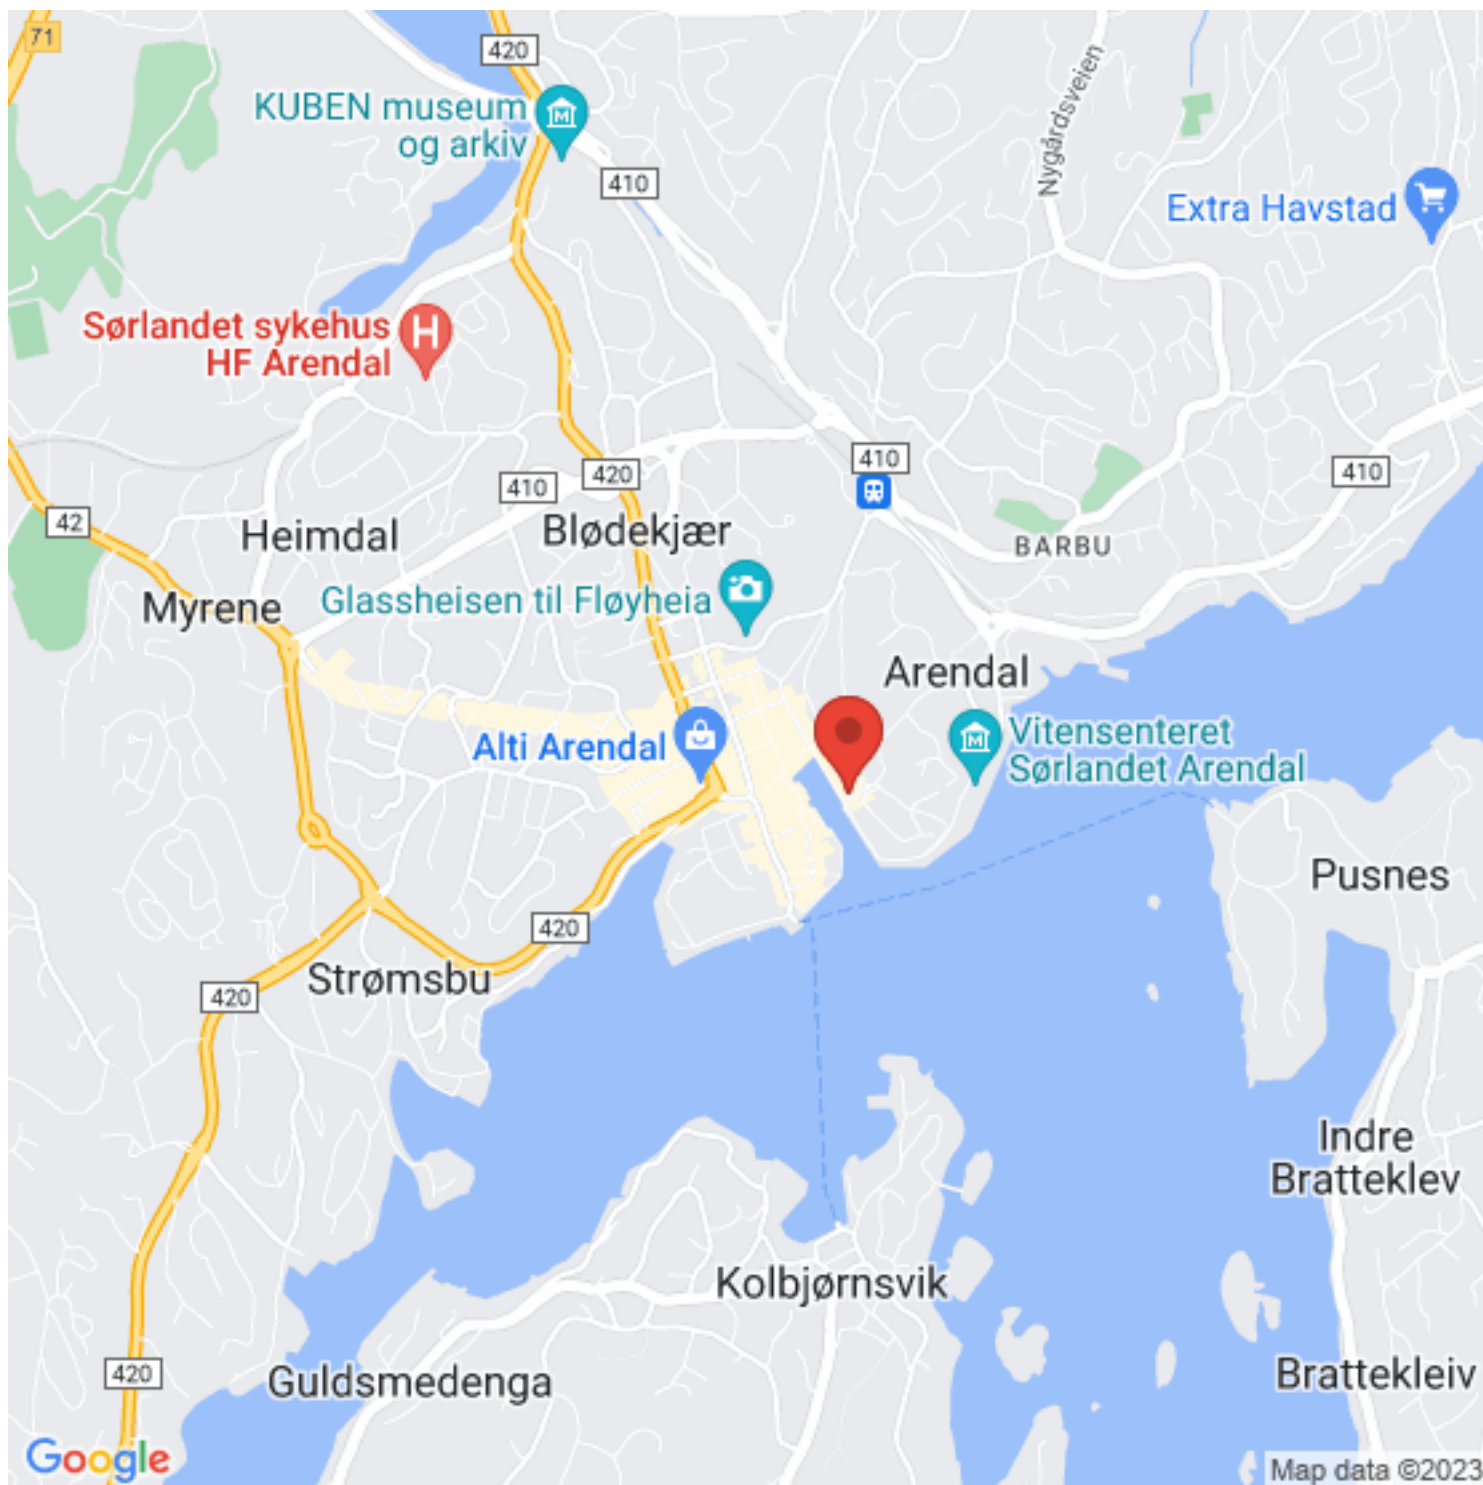 71
420
KUBEN museum
og arkiv
410
Nygårdsveien
Extra Havstad
Sørlandet sykehus
HF Arendal
410
410
420
410
42
Heimdal
Blødekjær
BARBU
Glassheisen til Fløyheia
Myrene
Arendal
Alti Arendal
Vitensenteret
Sørlandet Arendal
Pusnes
420
Strømsbu
420
Indre
Bratteklev
Kolbjørnsvik
420
Guldsmedenga
Brattekleiv
Google
Map data ©2023